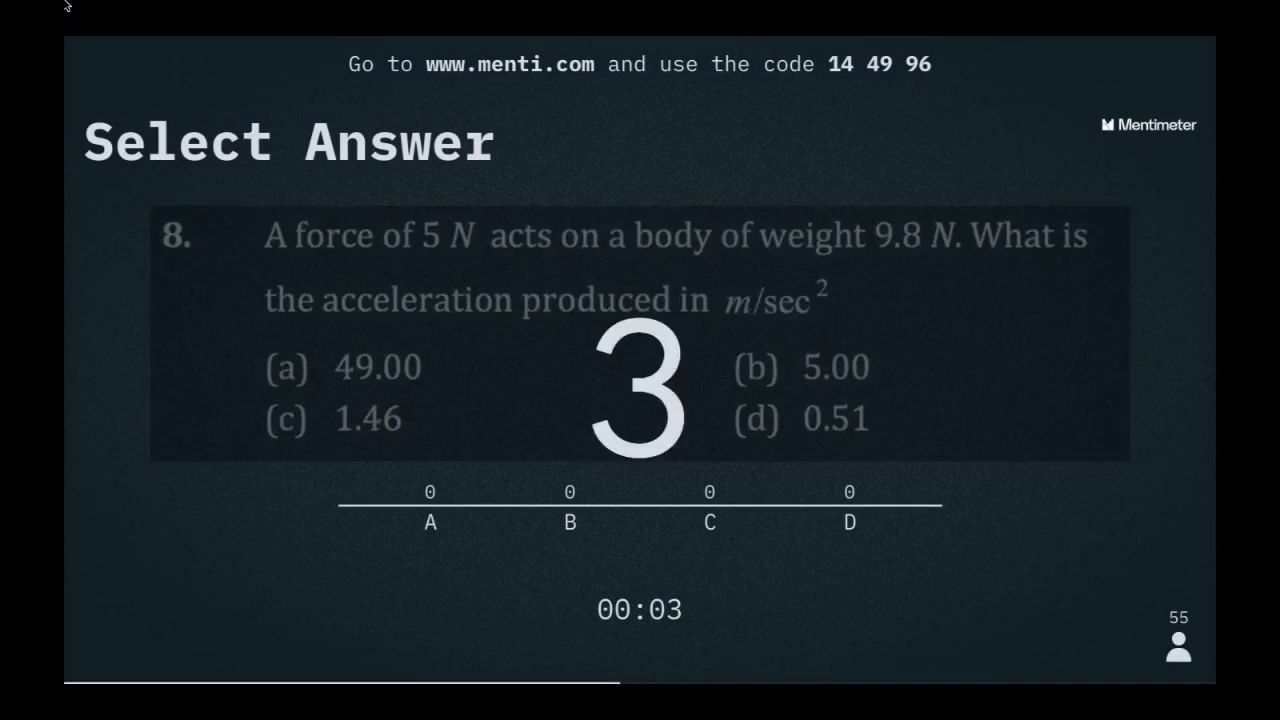 Go to www.menti.com and use the code 14 49 96
Mentimeter
Select Answer
8. A force of 5 N acts on a body of weight 9.8 N. What is
the acceleration produced in m/sec²
(a) 49.00 (b) 5.00
3
(c) 1.46 (d) 0.51
0 0 0 0
A B C D
00:03
55